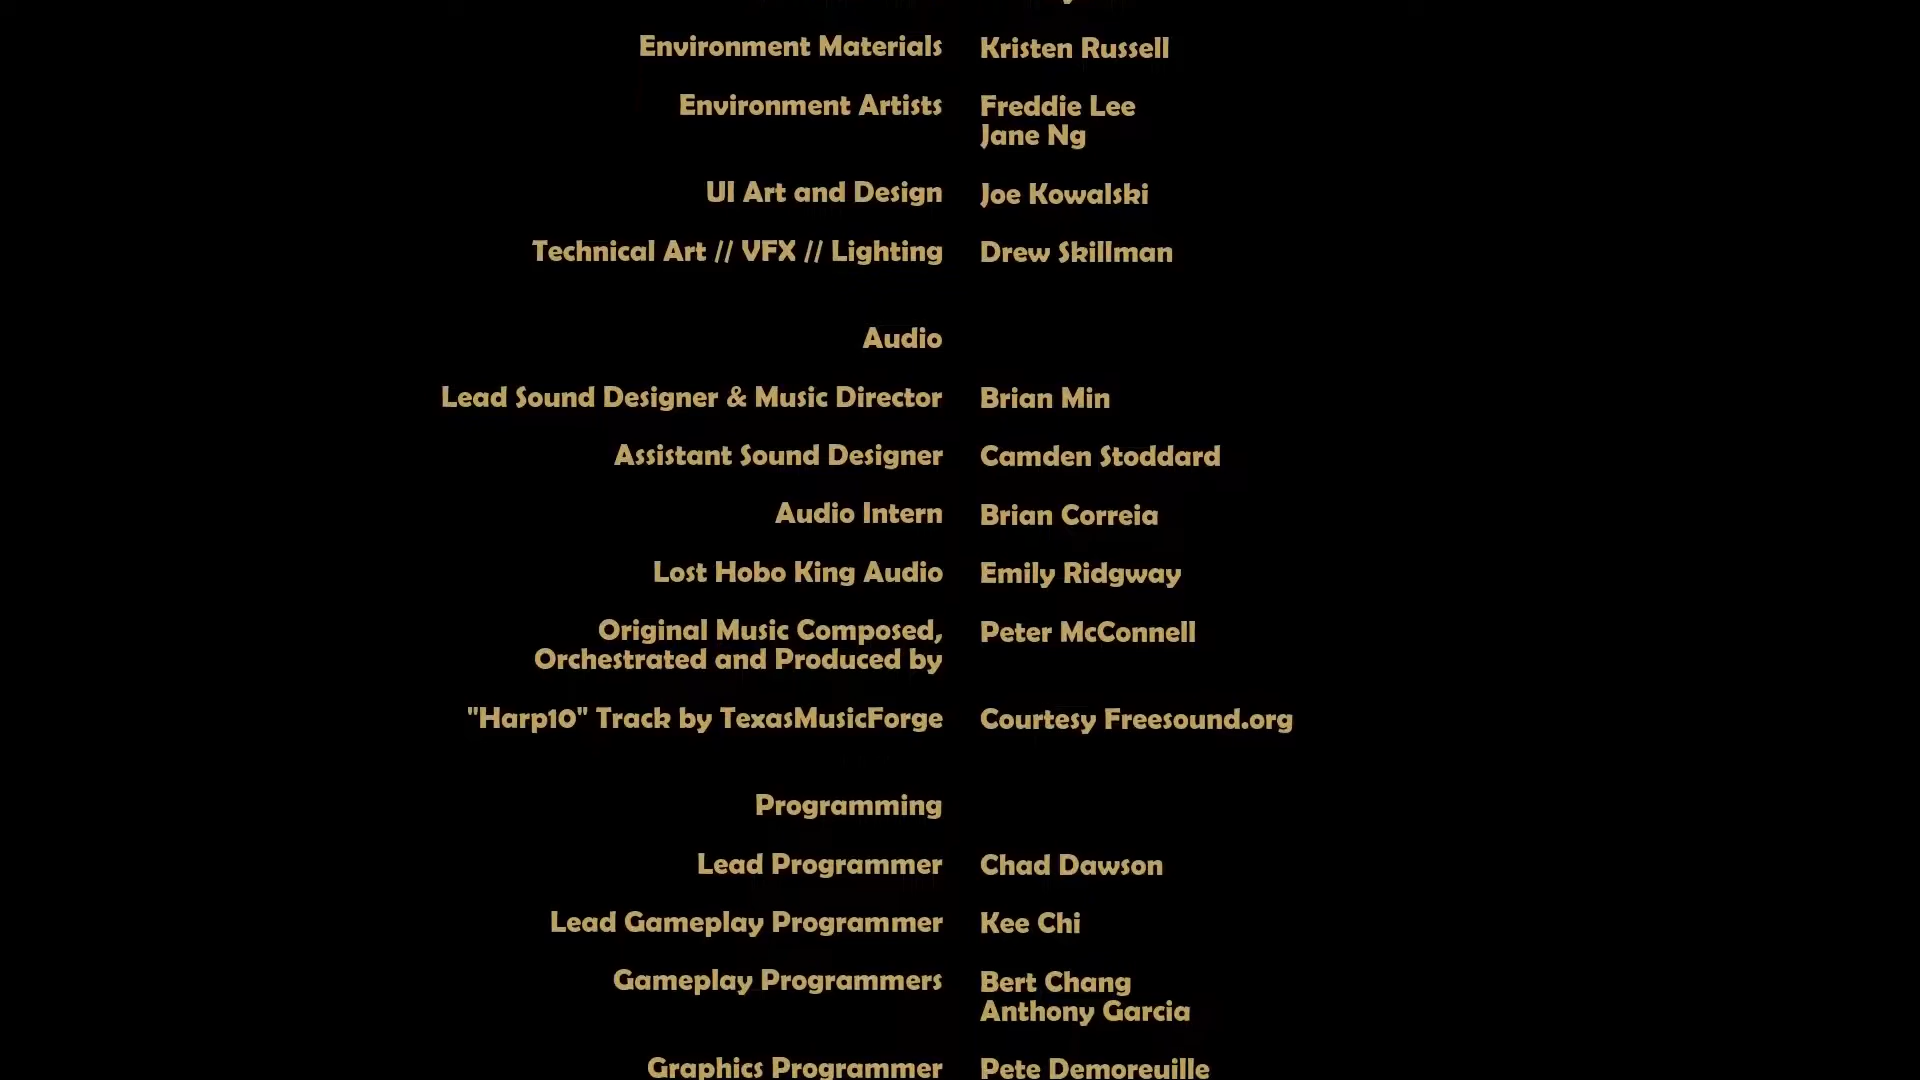 Environment Materials Kristen Russell
Environment Artists Freddie Lee
Jane Ng
UI Art and Design Joe Kowalski
Technical Art // VFX // Lighting Drew Skillman
Audio
Lead Sound Designer & Music Director Brian Min
Assistant Sound Designer Camden Stoddard
Audio Intern Brian Correia
Lost Hobo King Audio Emily Ridgway
Original Music Composed, Peter McConnell
Orchestrated and Produced by
"Harp10" Track by TexasMusicForge Courtesy Freesound.org
Programming
Lead Programmer Chad Dawson
Lead Gameplay Programmer Kee Chi
Gameplay Programmers Bert Chang
Anthony Garcia
Graphics Programmer Pete Demoreuille